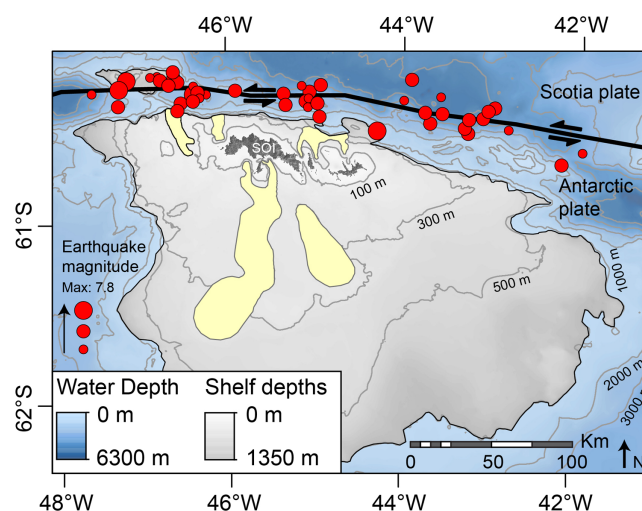 46°W
44°W
42°W
Scotia plate
SOI
100 m
Antarctic
plate
61°S
300 m
Earthquake
magnitude
Max: 7.8
500 m
1000 m
2000 m
3000
Water Depth
0 m
6300 m
Shelf depths
0 m
1350 m
62°S
Km
0
50
100
N
48°W
46°W
44°W
42°W